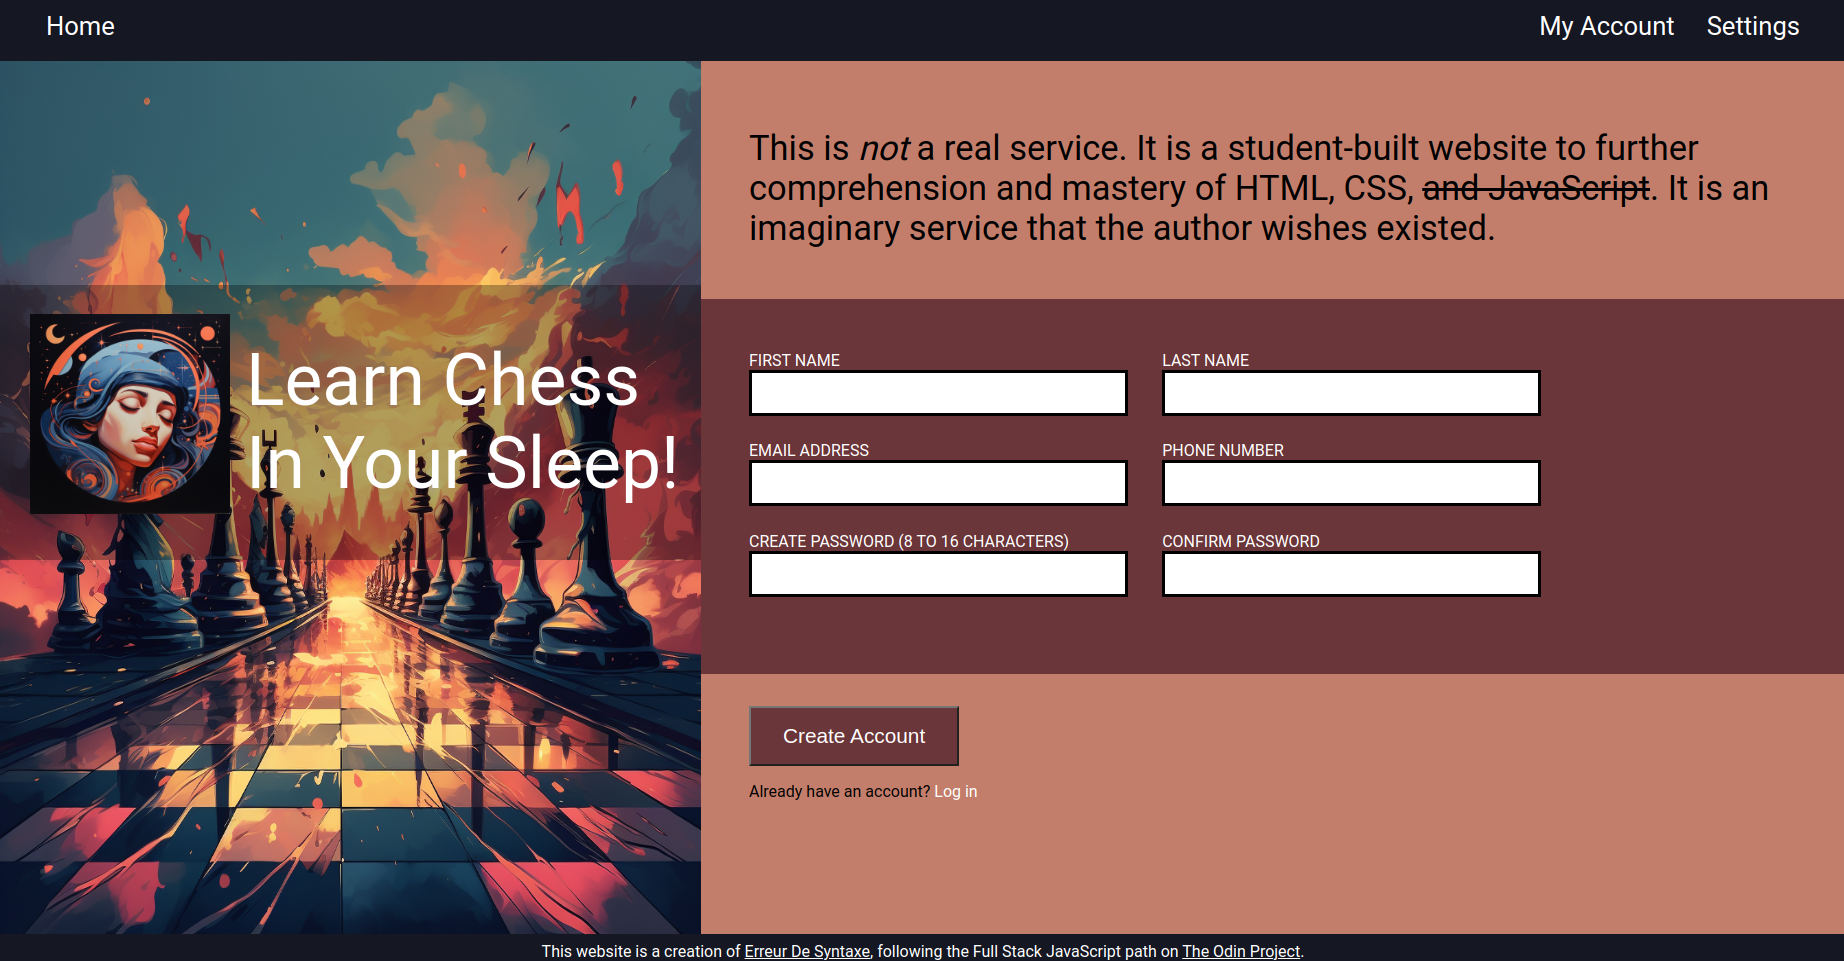 Home
My Account
Settings
This is not a real service. It is a student-built website to further
comprehension and mastery of HTML, CSS, and JavaScript. It is an
imaginary service that the author wishes existed.
Learn Chess
In Your Sleep!
FIRST NAME
LAST NAME
EMAIL ADDRESS
PHONE NUMBER
CREATE PASSWORD (8 TO 16 CHARACTERS)
CONFIRM PASSWORD
Create Account
Already have an account? Log in
This website is a creation of Erreur De Syntaxe, following the Full Stack JavaScript path on The Odin Project.